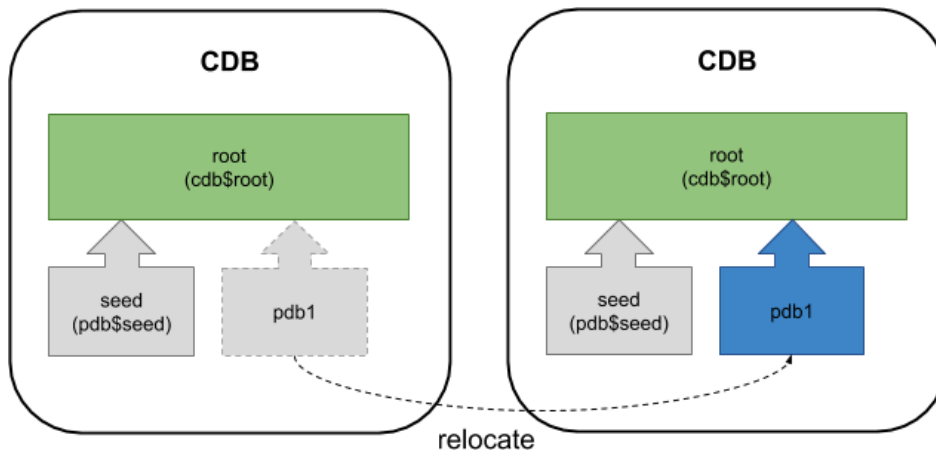 CDB
root
(cdb$root)
seed
(pdb$seed)
pdb1
CDB
root
(cdb$root)
seed
(pdb$seed)
pdb1
relocate